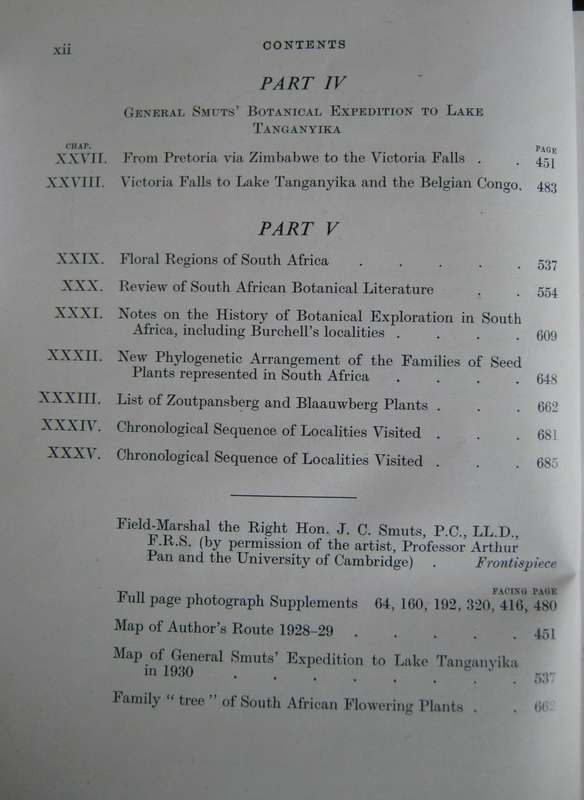 xii CONTENTS
PART IV
GENERAL SMUTS' BOTANICAL EXPEDITION TO LAKE
TANGANYIKA
CHAP. PAGE
XXVII. From Pretoria via Zimbabwe to the Victoria Falls . . 451
XXVIII. Victoria Falls to Lake Tanganyika and the Belgian Congo. 483
PART V
XXIX. Floral Regions of South Africa . . . . . 537
XXX. Review of South African Botanical Literature . . 554
XXXI. Notes on the History of Botanical Exploration in South
Africa, including Burchell's localities . . . . 609
XXXII. New Phylogenetic Arrangement of the Families of Seed
Plants represented in South Africa . . . . 648
XXXIII. List of Zoutpansberg and Blaauwberg Plants . . . 662
XXXIV. Chronological Sequence of Localities Visited . . . 681
XXXV. Chronological Sequence of Localities Visited . . . 685
Field-Marshal the Right Hon. J. C. Smuts, P.C., LL.D.,
F.R.S. (by permission of the artist, Professor Arthur
Pan and the University of Cambridge) . Frontispiece
FACING PAGE
Full page photograph Supplements 64, 160, 192, 320, 416, 480
Map of Author's Route 1928–29 . . . . . 451
Map of General Smuts' Expedition to Lake Tanganyika
in 1930 . . . . . . . . 537
Family "tree" of South African Flowering Plants . . 662